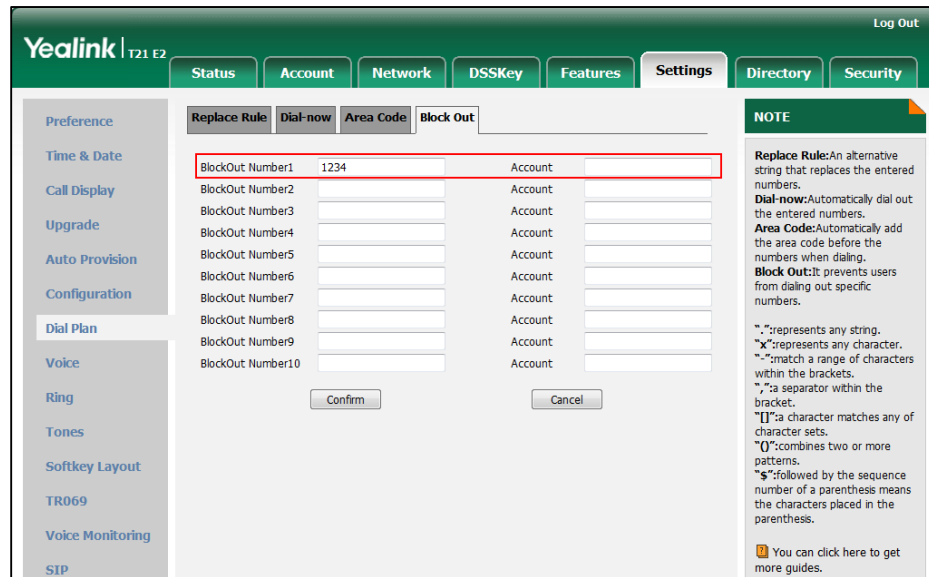 Log Out
Yealink | T21 E2
Status Account Network DSSKey Features Settings Directory Security
Preference
Time & Date
Call Display
Upgrade
Auto Provision
Configuration
Dial Plan
Voice
Ring
Tones
Softkey Layout
TR069
Voice Monitoring
SIP
Replace Rule Dial-now Area Code Block Out
BlockOut Number1 1234 Account
BlockOut Number2 Account
BlockOut Number3 Account
BlockOut Number4 Account
BlockOut Number5 Account
BlockOut Number6 Account
BlockOut Number7 Account
BlockOut Number8 Account
BlockOut Number9 Account
BlockOut Number10 Account
Confirm Cancel
NOTE
Replace Rule:An alternative
string that replaces the entered
numbers.
Dial-now:Automatically dial out
the entered numbers.
Area Code:Automatically add
the area code before the
numbers when dialing.
Block Out:It prevents users
from dialing out specific
numbers.
".":represents any string.
"x":represents any character.
"-":match a range of characters
within the brackets.
",":a separator within the
bracket.
"[]":a character matches any of
character sets.
"()":combines two or more
patterns.
"$":followed by the sequence
number of a parenthesis means
the characters placed in the
parenthesis.
? You can click here to get
more guides.